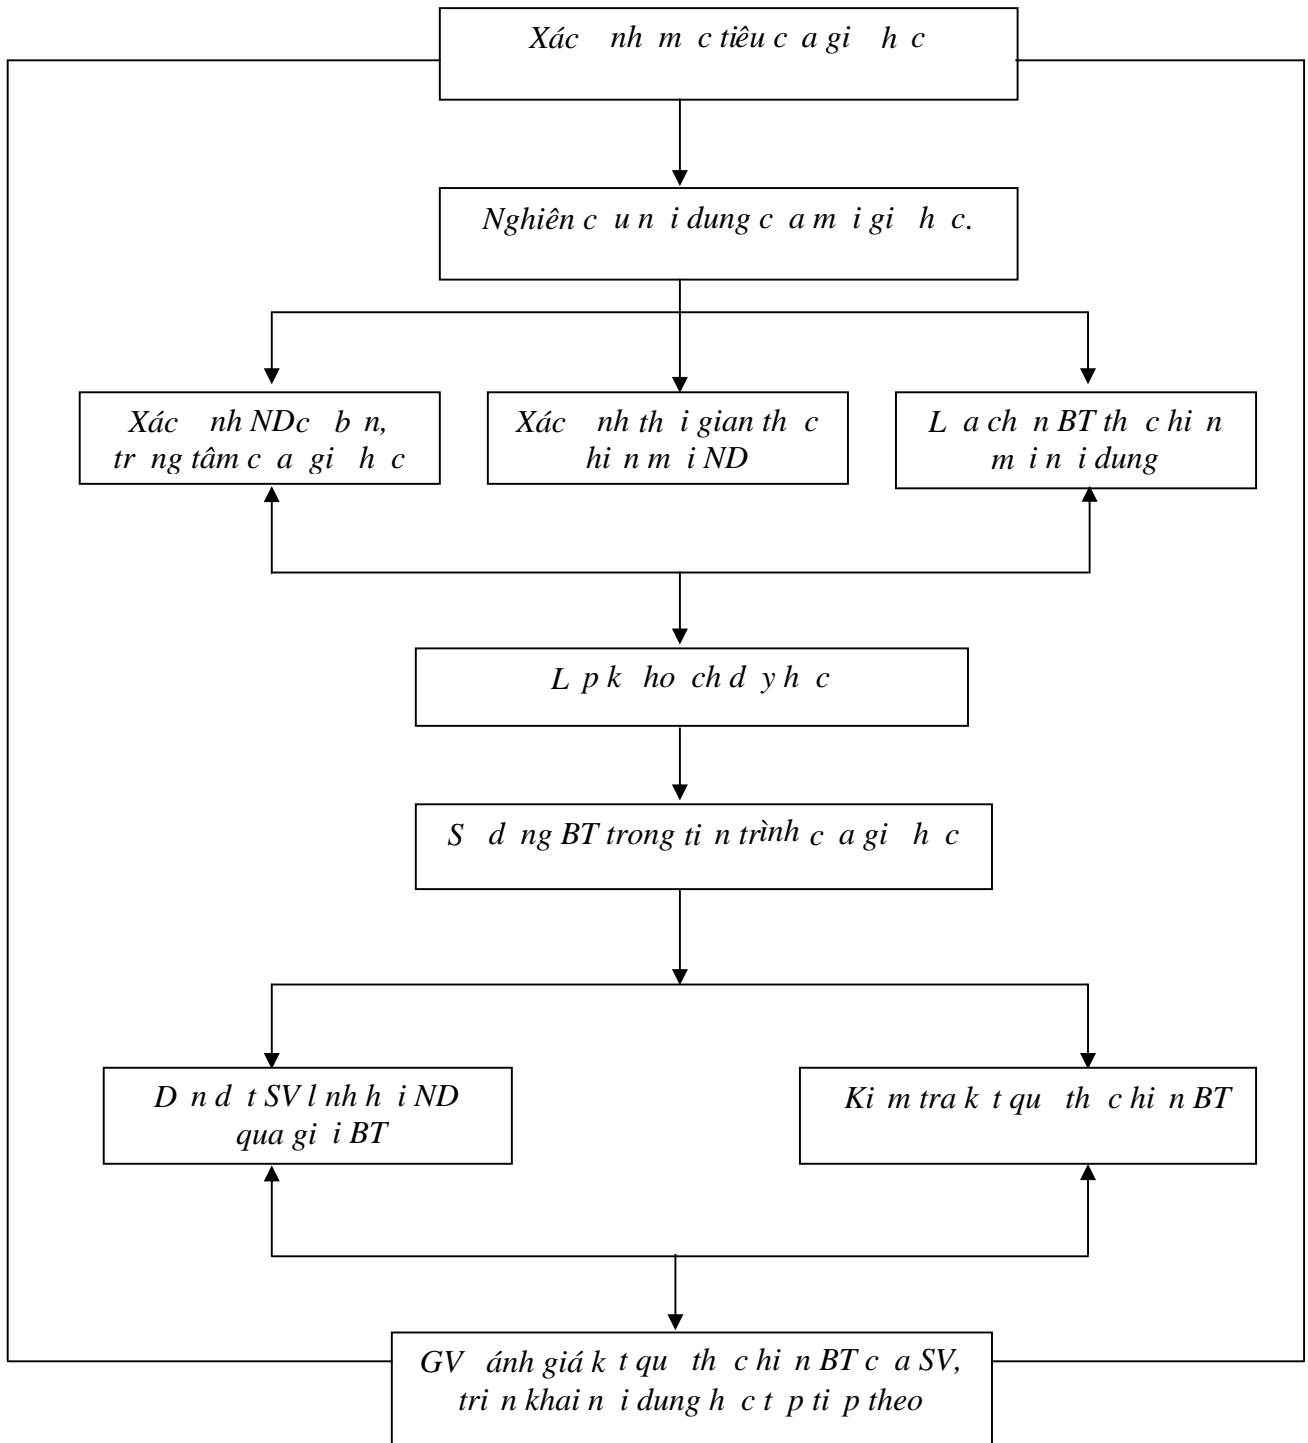 Xác nh m c tiêu c a gi h c
Nghiên c u n i dung c a m i gi h c.
Xác nh NDc b n,
tr ng tâm c a gi h c
Xác nh th i gian th c
hi n m i ND
L a ch n BT th c hi n
m i n i dung
L p k ho ch d y h c
S d ng BT trong ti n trình c a gi h c
D n d t SV l nh h i ND
qua gi i BT
Ki m tra k t qu th c hi n BT
GV ánh giá k t qu th c hi n BT c a SV,
tri n khai n i dung h c t p ti p theo